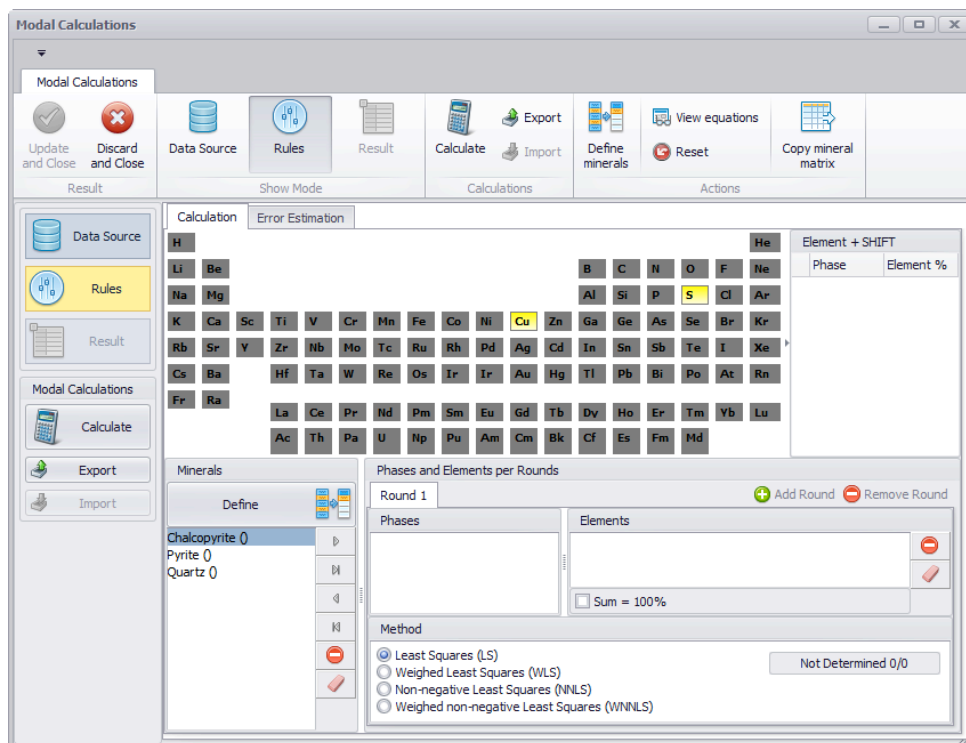 Modal Calculations
Modal Calculations
Update and Close
Discard and Close
Data Source
Rules
Result
Calculate
Export
Import
Define minerals
View equations
Reset
Copy mineral matrix
Result
Show Mode
Calculations
Actions
Data Source
Rules
Result
Modal Calculations
Calculate
Export
Import
Calculation
Error Estimation
H He
Li Be B C N O F Ne
Na Mg Al Si P S Cl Ar
K Ca Sc Ti V Cr Mn Fe Co Ni Cu Zn Ga Ge As Se Br Kr
Rb Sr Y Zr Nb Mo Tc Ru Rh Pd Ag Cd In Sn Sb Te I Xe
Cs Ba Hf Ta W Re Os Ir Ir Au Hg Tl Pb Bi Po At Rn
Fr Ra
La Ce Pr Nd Pm Sm Eu Gd Tb Dy Ho Er Tm Yb Lu
Ac Th Pa U Np Pu Am Cm Bk Cf Es Fm Md
Element + SHIFT
Phase Element %
Minerals
Define
Chalcopyrite ()
Pyrite ()
Quartz ()
Phases and Elements per Rounds
Round 1
Add Round
Remove Round
Phases
Elements
Sum = 100%
Method
Least Squares (LS)
Weighed Least Squares (WLS)
Non-negative Least Squares (NNLS)
Weighed non-negative Least Squares (WNNLS)
Not Determined 0/0